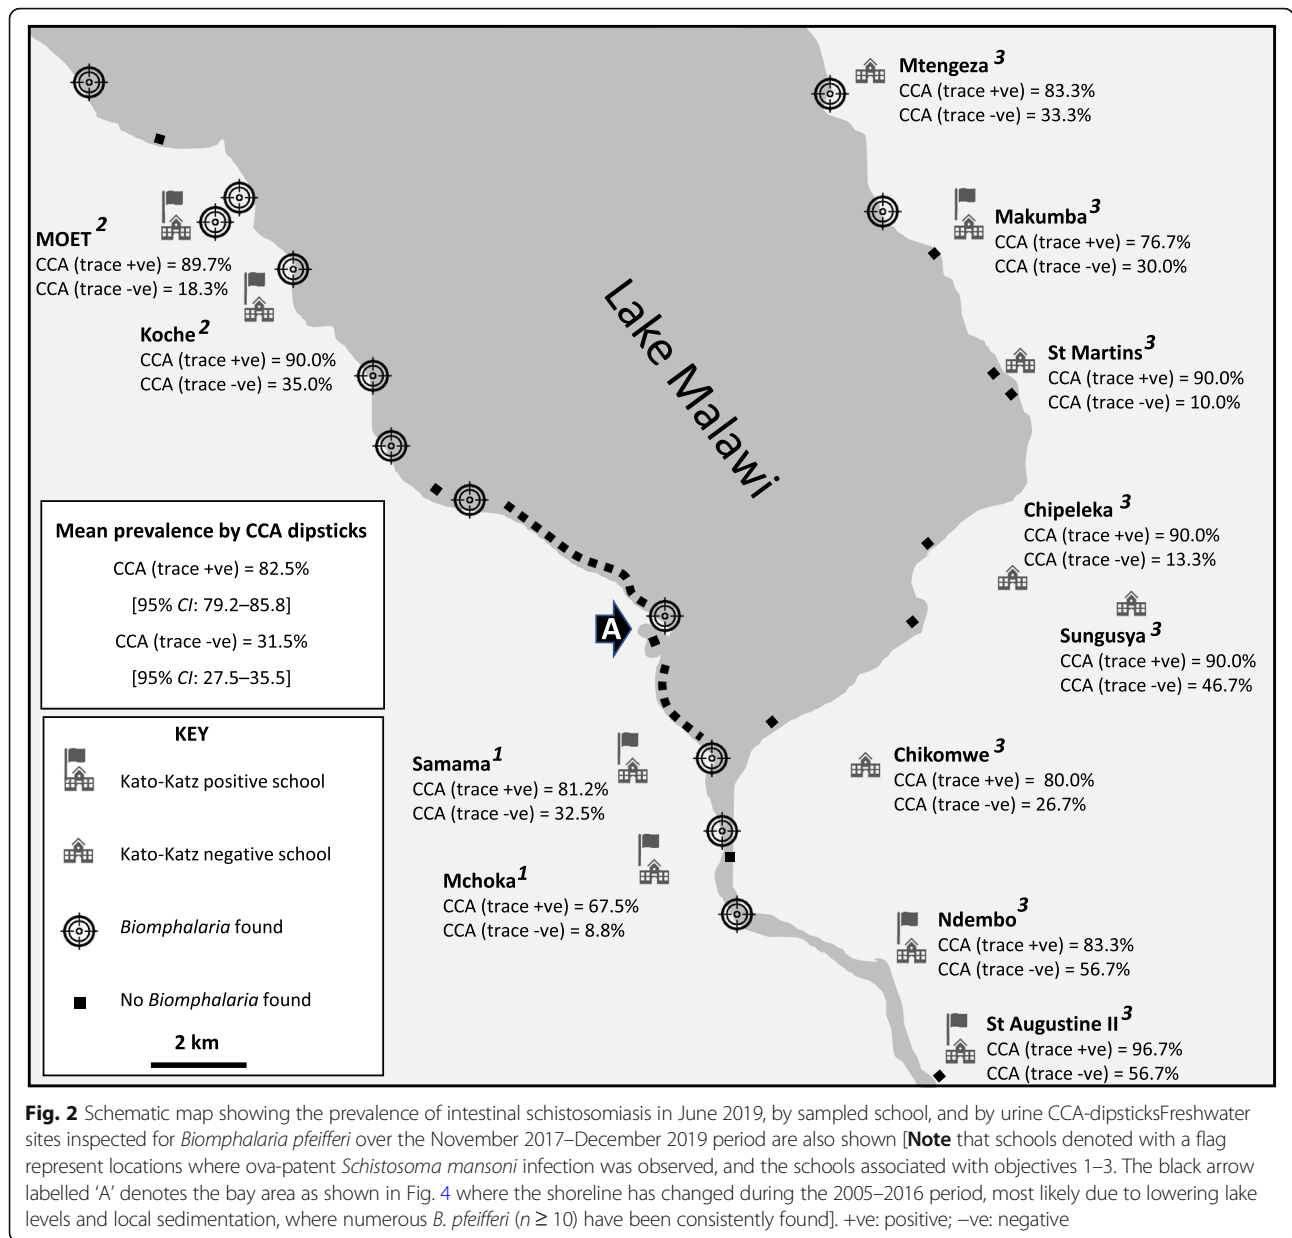 Mtengeza 3
CCA (trace +ve) = 83.3%
CCA (trace -ve) = 33.3%
Makumba 3
CCA (trace +ve) = 76.7%
CCA (trace -ve) = 30.0%
MOET 2
CCA (trace +ve) = 89.7%
CCA (trace -ve) = 18.3%
Koche 2
CCA (trace +ve) = 90.0%
CCA (trace -ve) = 35.0%
Lake Malawi
St Martins 3
CCA (trace +ve) = 90.0%
CCA (trace -ve) = 10.0%
Chipeleka 3
CCA (trace +ve) = 90.0%
CCA (trace -ve) = 13.3%
Sungusya 3
CCA (trace +ve) = 90.0%
CCA (trace -ve) = 46.7%
Mean prevalence by CCA dipsticks
CCA (trace +ve) = 82.5%
[95% CI: 79.2–85.8]
CCA (trace -ve) = 31.5%
[95% CI: 27.5–35.5]
A
KEY
Kato-Katz positive school
Kato-Katz negative school
Biomphalaria found
No Biomphalaria found
2 km
Samama 1
CCA (trace +ve) = 81.2%
CCA (trace -ve) = 32.5%
Chikomwe 3
CCA (trace +ve) = 80.0%
CCA (trace -ve) = 26.7%
Mchoka 1
CCA (trace +ve) = 67.5%
CCA (trace -ve) = 8.8%
Ndembo 3
CCA (trace +ve) = 83.3%
CCA (trace -ve) = 56.7%
St Augustine II 3
CCA (trace +ve) = 96.7%
CCA (trace -ve) = 56.7%
Fig. 2 Schematic map showing the prevalence of intestinal schistosomiasis in June 2019, by sampled school, and by urine CCA-dipsticksFreshwater
sites inspected for Biomphalaria pfeifferi over the November 2017–December 2019 period are also shown [Note that schools denoted with a flag
represent locations where ova-patent Schistosoma mansoni infection was observed, and the schools associated with objectives 1–3. The black arrow
labelled ‘A’ denotes the bay area as shown in Fig. 4 where the shoreline has changed during the 2005–2016 period, most likely due to lowering lake
levels and local sedimentation, where numerous B. pfeifferi (n ≥ 10) have been consistently found]. +ve: positive; −ve: negative